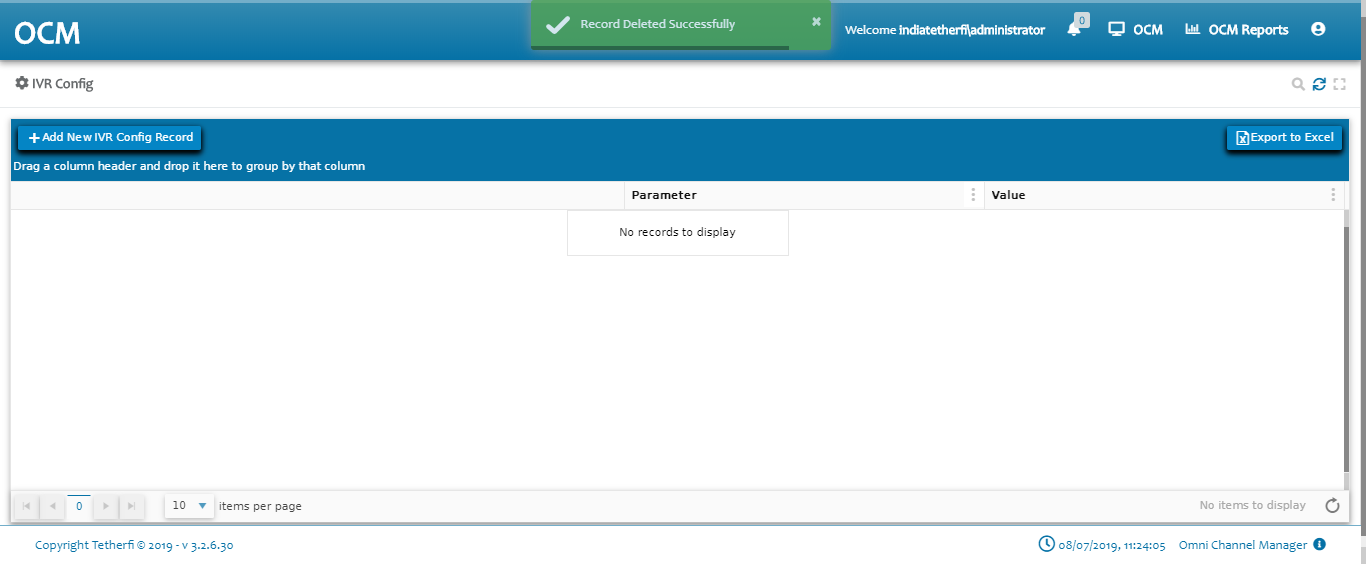 OCM
Record Deleted Successfully
Welcome indiatetherfi\administrator
0
OCM
OCM Reports
IVR Config
Add New IVR Config Record
Export to Excel
Drag a column header and drop it here to group by that column
Parameter
Value
No records to display
0
10
items per page
No items to display
Copyright Tetherfi © 2019 - v 3.2.6.30
08/07/2019, 11:24:05
Omni Channel Manager